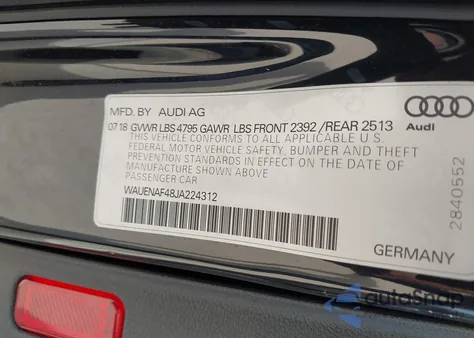 MFD. BY AUDI AG
07 18 GVWR LBS 4795 GAWR LBS FRONT 2392 /REAR 2513
THIS VEHICLE CONFORMS TO ALL APPLICABLE U.S.
FEDERAL MOTOR VEHICLE SAFETY, BUMPER AND THEFT
PREVENTION STANDARDS IN EFFECT ON THE DATE OF
MANUFACTURE SHOWN ABOVE
PASSENGER CAR
WAUENAF48JA224312
Audi
2840552
GERMANY
autoSnap